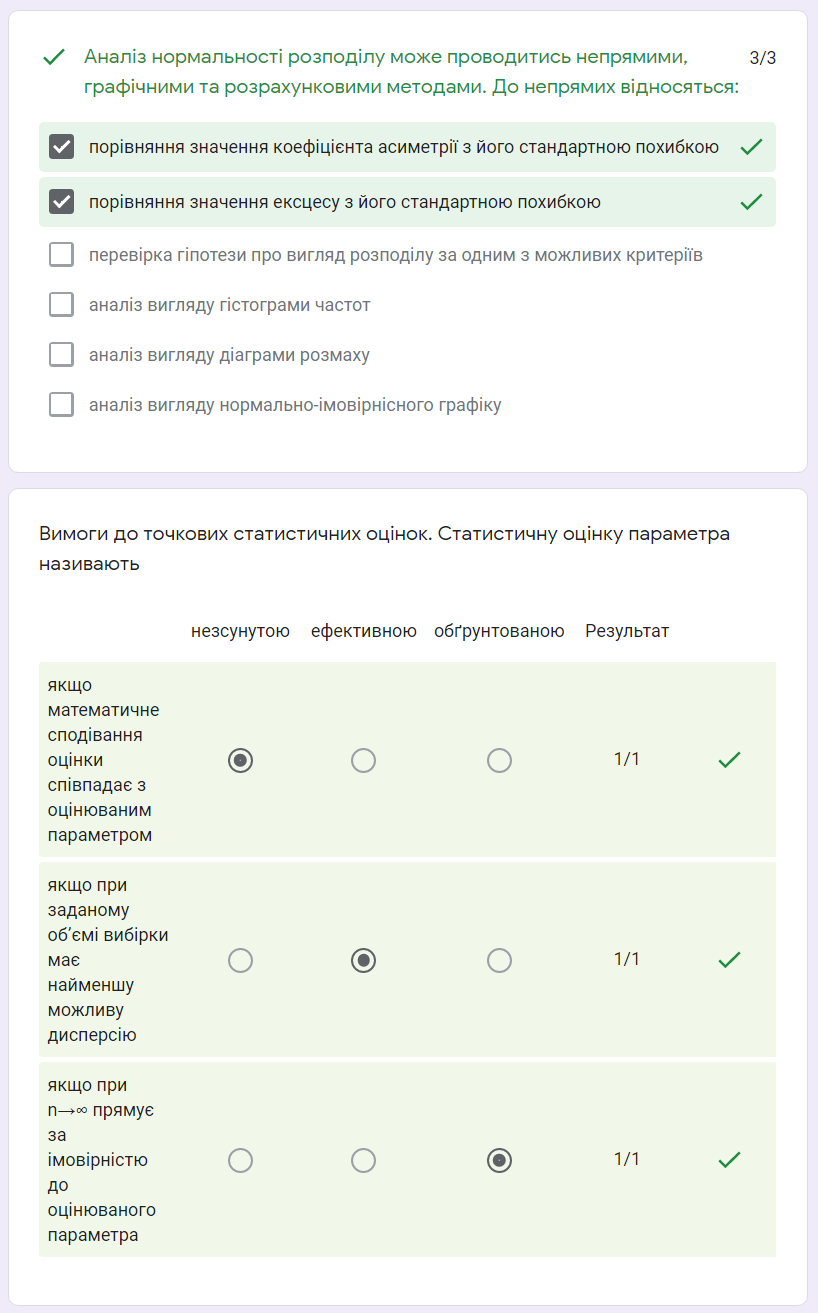 Аналіз нормальності розподілу може проводитись непрямими, 3/3
графічними та розрахунковими методами. До непрямих відносяться:
порівняння значення коефіцієнта асиметрії з його стандартною похибкою
порівняння значення ексцесу з його стандартною похибкою
перевірка гіпотези про вигляд розподілу за одним з можливих критеріїв
аналіз вигляду гістограми частот
аналіз вигляду діаграми розмаху
аналіз вигляду нормально-імовірнісного графіку
Вимоги до точкових статистичних оцінок. Статистичну оцінку параметра
називають
незсунутою ефективною обґрунтованою Результат
якщо
математичне
сподівання
оцінки
співпадає з
оцінюваним
параметром
1/1
якщо при
заданому
об’ємі вибірки
має
найменшу
можливу
дисперсію
1/1
якщо при
n→∞ прямує
за
імовірністю
до
оцінюваного
параметра
1/1